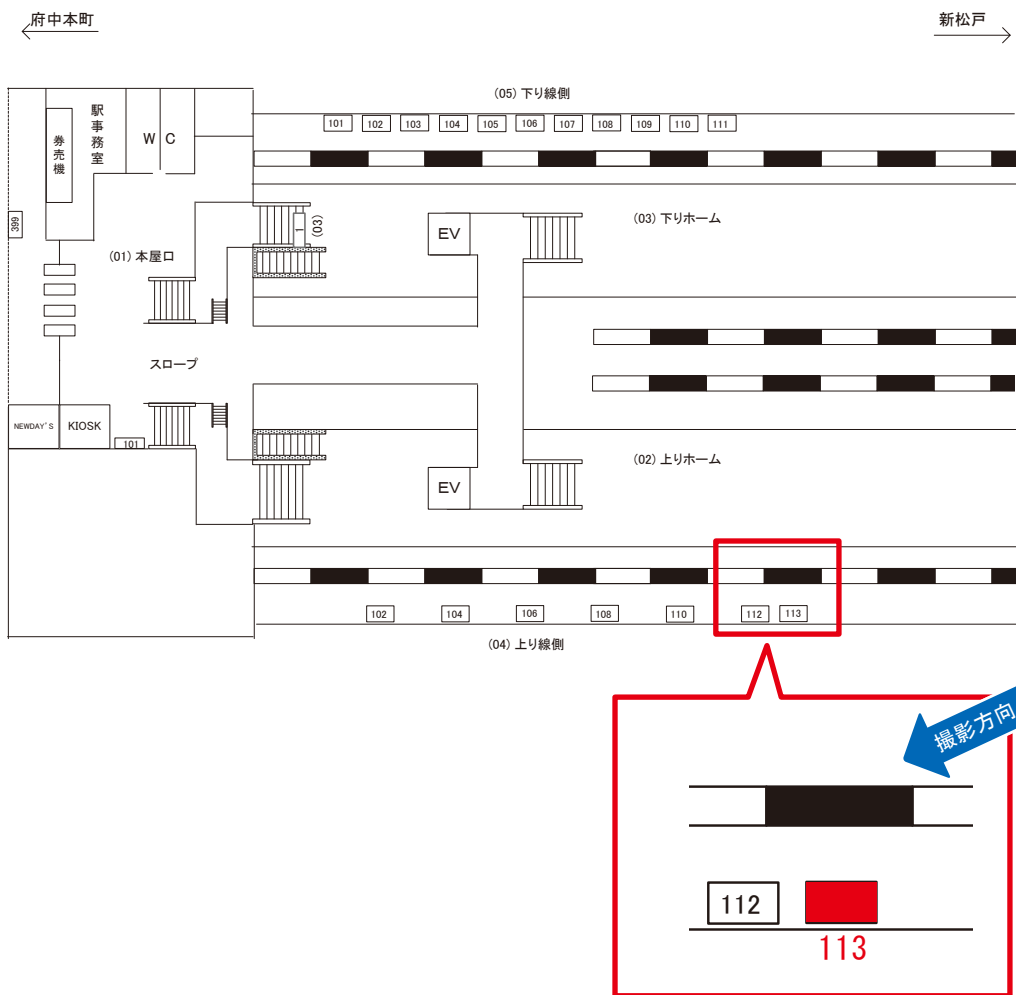 府中本町
新松戸
(05) 下り線側
101 102 103 104 105 106 107 108 109 110 111
駅事務室
券売機
W C
399
1
(03)
EV
(03) 下りホーム
(01) 本屋口
スロープ
NEWDAY'S
KIOSK
101
EV
(02) 上りホーム
102 104 106 108 110 112 113
(04) 上り線側
撮影方向
112
113